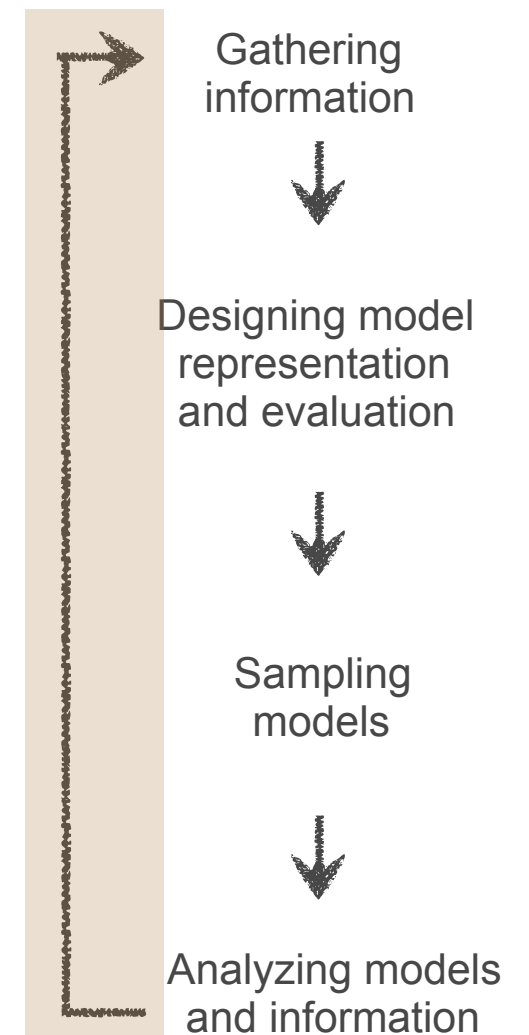 Gathering
information
Designing model
representation
and evaluation
Sampling
models
Analyzing models
and information